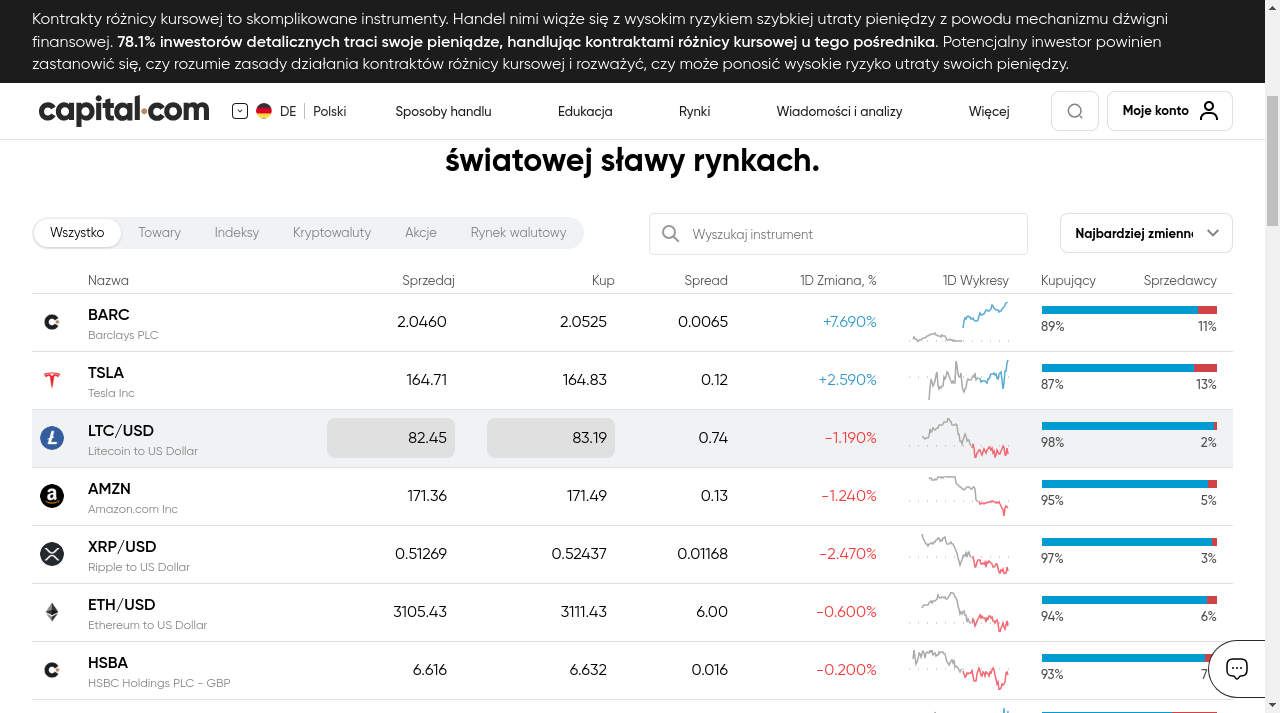 Kontrakty różnicy kursowej to skomplikowane instrumenty. Handel nimi wiąże się z wysokim ryzykiem szybkiej utraty pieniędzy z powodu mechanizmu dźwigni
finansowej. 78.1% inwestorów detalicznych traci swoje pieniądze, handlując kontraktami różnicy kursowej u tego pośrednika. Potencjalny inwestor powinien
zastanowić się, czy rozumie zasady działania kontraktów różnicy kursowej i rozważyć, czy może ponosić wysokie ryzyko utraty swoich pieniędzy.
capital.com DE Polski Sposoby handlu Edukacja Rynki Wiadomości i analizy Więcej Moje konto
światowej sławy rynkach.
Wszystko Towary Indeksy Kryptowaluty Akcje Rynek walutowy Wyszukaj instrument Najbardziej
Nazwa Sprzedaj Kup Spread 1D Zmiana, % 1D Wykresy Kupujący Sprzedawcy
BARC 2.0460 2.0525 0.0065 +7.690% 89% 11%
Barclays PLC
TSLA 164.71 164.83 0.12 +2.590% 87% 13%
Tesla Inc
LTC/USD 82.45 83.19 0.74 -1.190% 98% 2%
Litecoin to US Dollar
AMZN 171.36 171.49 0.13 -1.240% 95% 5%
Amazon.com Inc
XRP/USD 0.51269 0.52437 0.01168 -2.470% 97% 3%
Ripple to US Dollar
ETH/USD 3105.43 3111.43 6.00 -0.600% 94% 6%
Ethereum to US Dollar
HSBA 6.616 6.632 0.016 -0.200% 93%
HSBC Holdings PLC - GBP